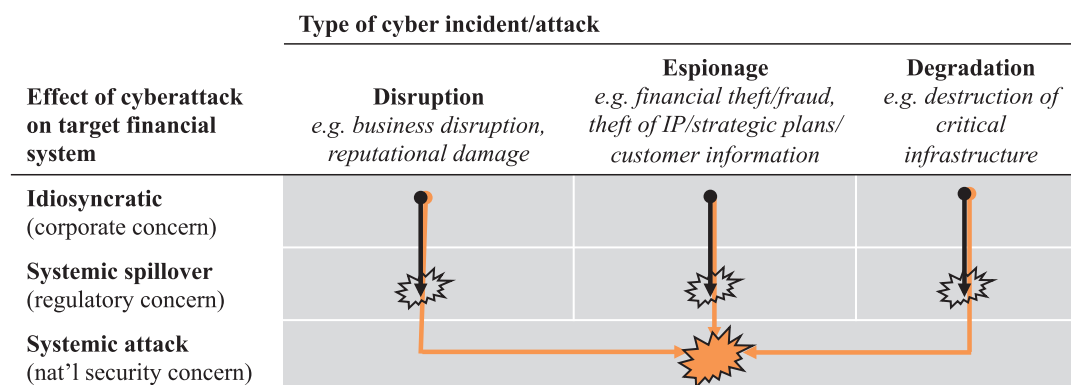 Type of cyber incident/attack
Effect of cyberattack
on target financial
system
Disruption
e.g. business disruption,
reputational damage
Espionage
e.g. financial theft/fraud,
theft of IP/strategic plans/
customer information
Degradation
e.g. destruction of
critical
infrastructure
Idiosyncratic
(corporate concern)
Systemic spillover
(regulatory concern)
Systemic attack
(nat'l security concern)